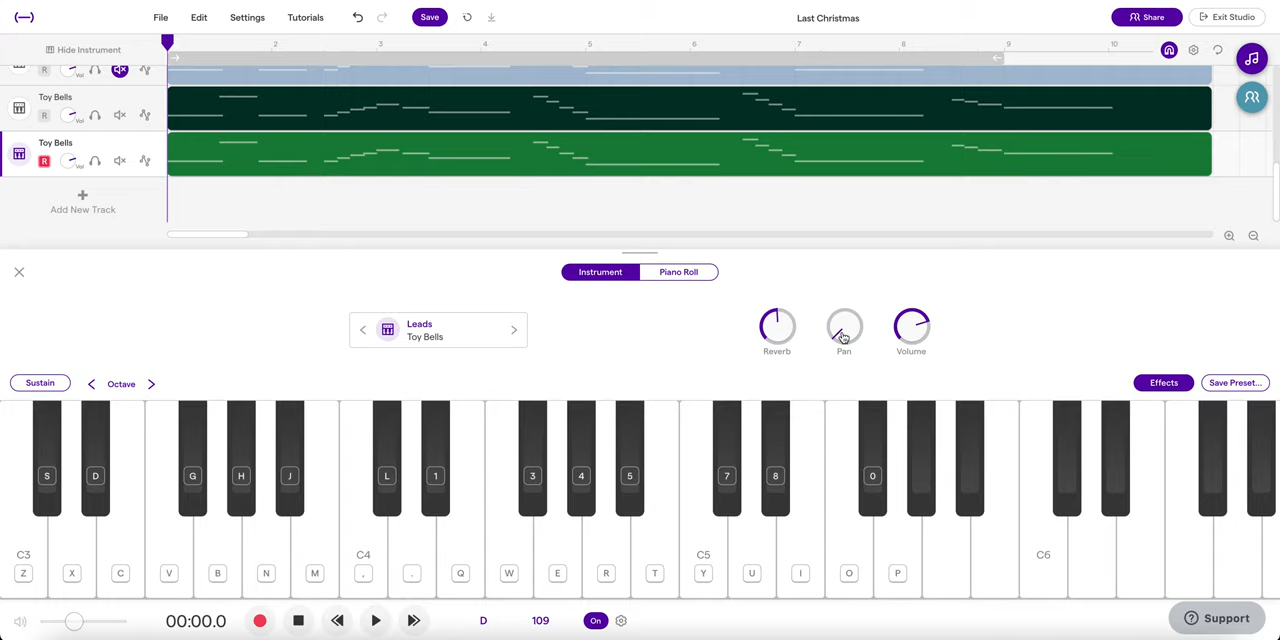 File Edit Settings Tutorials Save Last Christmas Share Exit Studio
Hide Instrument 2 3 4 5 6 7 8 9 10
R Vol
Toy Bells
R Vol
Toy Bells
R Vol
Add New Track
Instrument Piano Roll
Leads
Toy Bells
Reverb Pan Volume
Sustain Octave Effects Save Preset...
S D G H J L 1 3 4 5 7 8 0
C3 C4 C5 C6
Z X C V B N M , . Q W E R T Y U I O P
00:00.0 D 109 On Support